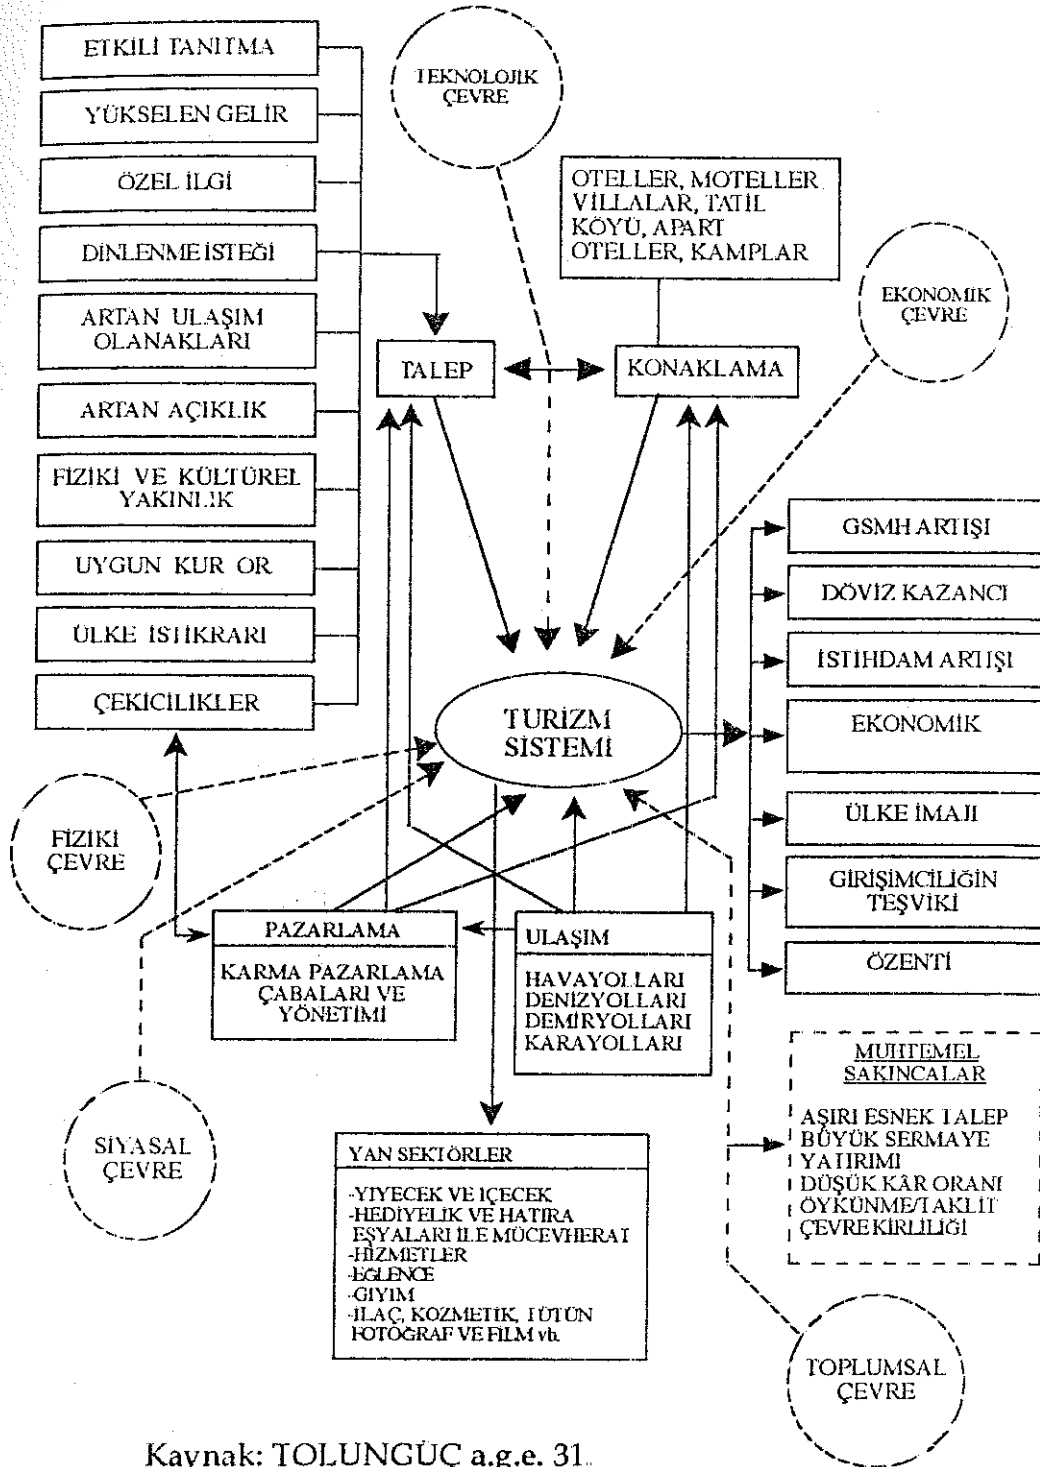 ETKİLİ TANITMA
YÜKSELEN GELİR
ÖZEL İLGİ
DİNLENME İSTEĞİ
ARTAN ULAŞIM
OLANAKLARI
ARTAN AÇIKLIK
FİZİKİ VE KÜLTÜREL
YAKINLIK
UYGUN KUR OR
ÜLKE İSTİKRARI
ÇEKİCİLİKLER
TEKNOLOJİK
ÇEVRE
OTELLER, MOTELLER
VİLLALAR, TATİL
KÖYÜ, APART
OTELLER, KAMPLAR
EKONOMİK
ÇEVRE
TALEP
KONAKLAMA
TURİZM
SİSTEMİ
GSMH ARTIŞI
DÖVİZ KAZANCI
İSTİHDAM ARTIŞI
EKONOMİK
ÜLKE İMAJI
GİRİŞİMCİLİĞİN
TEŞVİKİ
ÖZENTİ
FİZİKİ
ÇEVRE
PAZARLAMA
KARMA PAZARLAMA
ÇABALARI VE
YÖNETİMİ
ULAŞIM
HAVAYOLLARI
DENİZYOLLARI
DEMİRYOLLARI
KARAYOLLARI
MUHTEMEL
SAKINCALAR
AŞIRI ESNEK TALEP
BÜYÜK SERMAYE
YATIRIMI
DÜŞÜK KÂR ORANI
ÖYKÜNME/TAKLİT
ÇEVRE KİRLİLİĞİ
SİYASAL
ÇEVRE
YAN SEKTÖRLER
-YİYECEK VE İÇECEK
-HEDİYELİK VE HATIRA
EŞYALARI İLE MÜCEVHERAT
-HİZMETLER
-EĞLENCE
-GİYİM
-İLAÇ, KOZMETİK, TÜTÜN
FOTOĞRAF VE FİLM vb.
TOPLUMSAL
ÇEVRE
Kaynak: TOLUNGÜÇ a.g.e. 31.